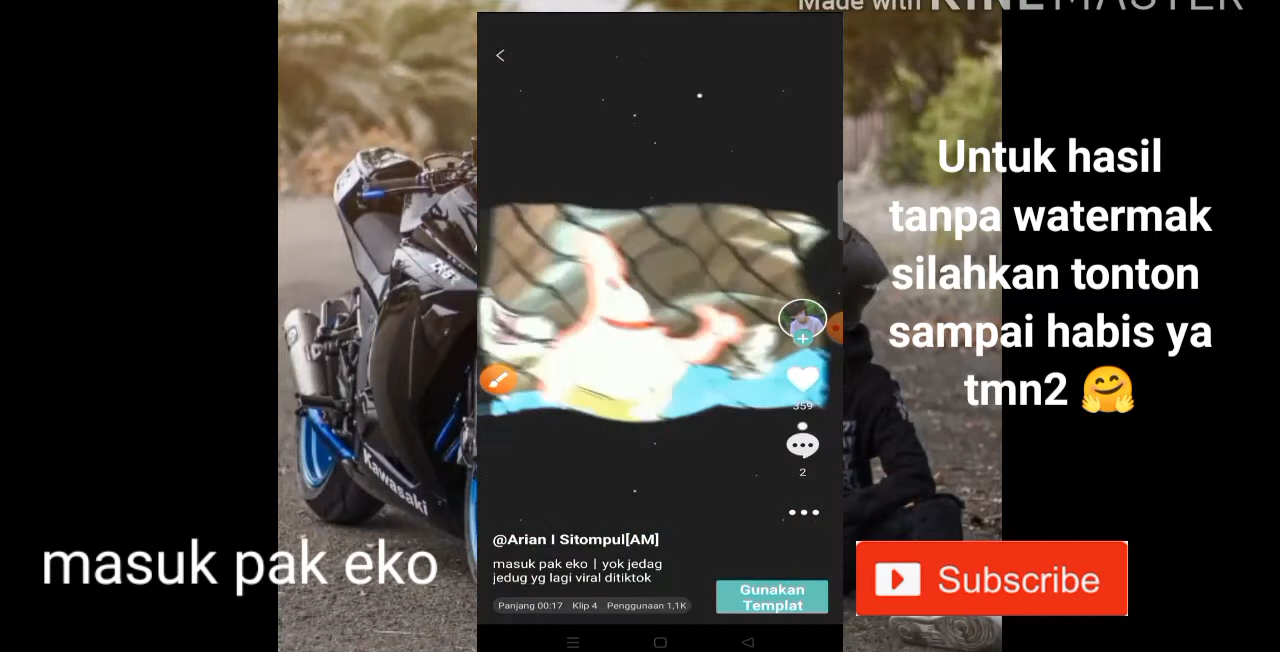 Made with KINEMASTER
Untuk hasil
tanpa watermak
silahkan tonton
sampai habis ya
tmn2 🤗
Kawasaki
359
2
@Arian I Sitompul[AM]
masuk pak eko | yok jedag
jedug yg lagi viral ditiktok
Panjang 00:17 Klip 4 Penggunaan 1,1K
Gunakan
Templat
masuk pak eko
Subscribe